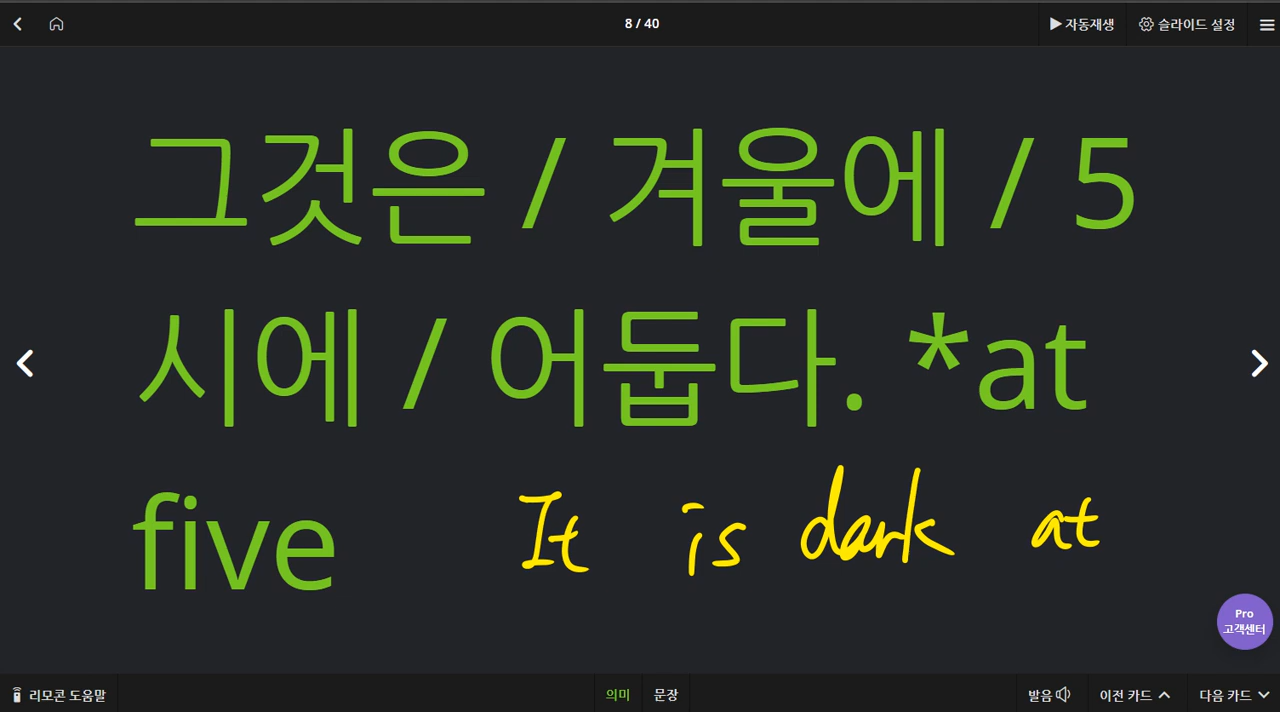 8 / 40
▶ 자동재생
슬라이드 설정
그것은 / 겨울에 / 5
시에 / 어둡다. *at
five
It is dark at
Pro
고객센터
리모콘 도움말
의미
문장
발음
이전 카드
다음 카드